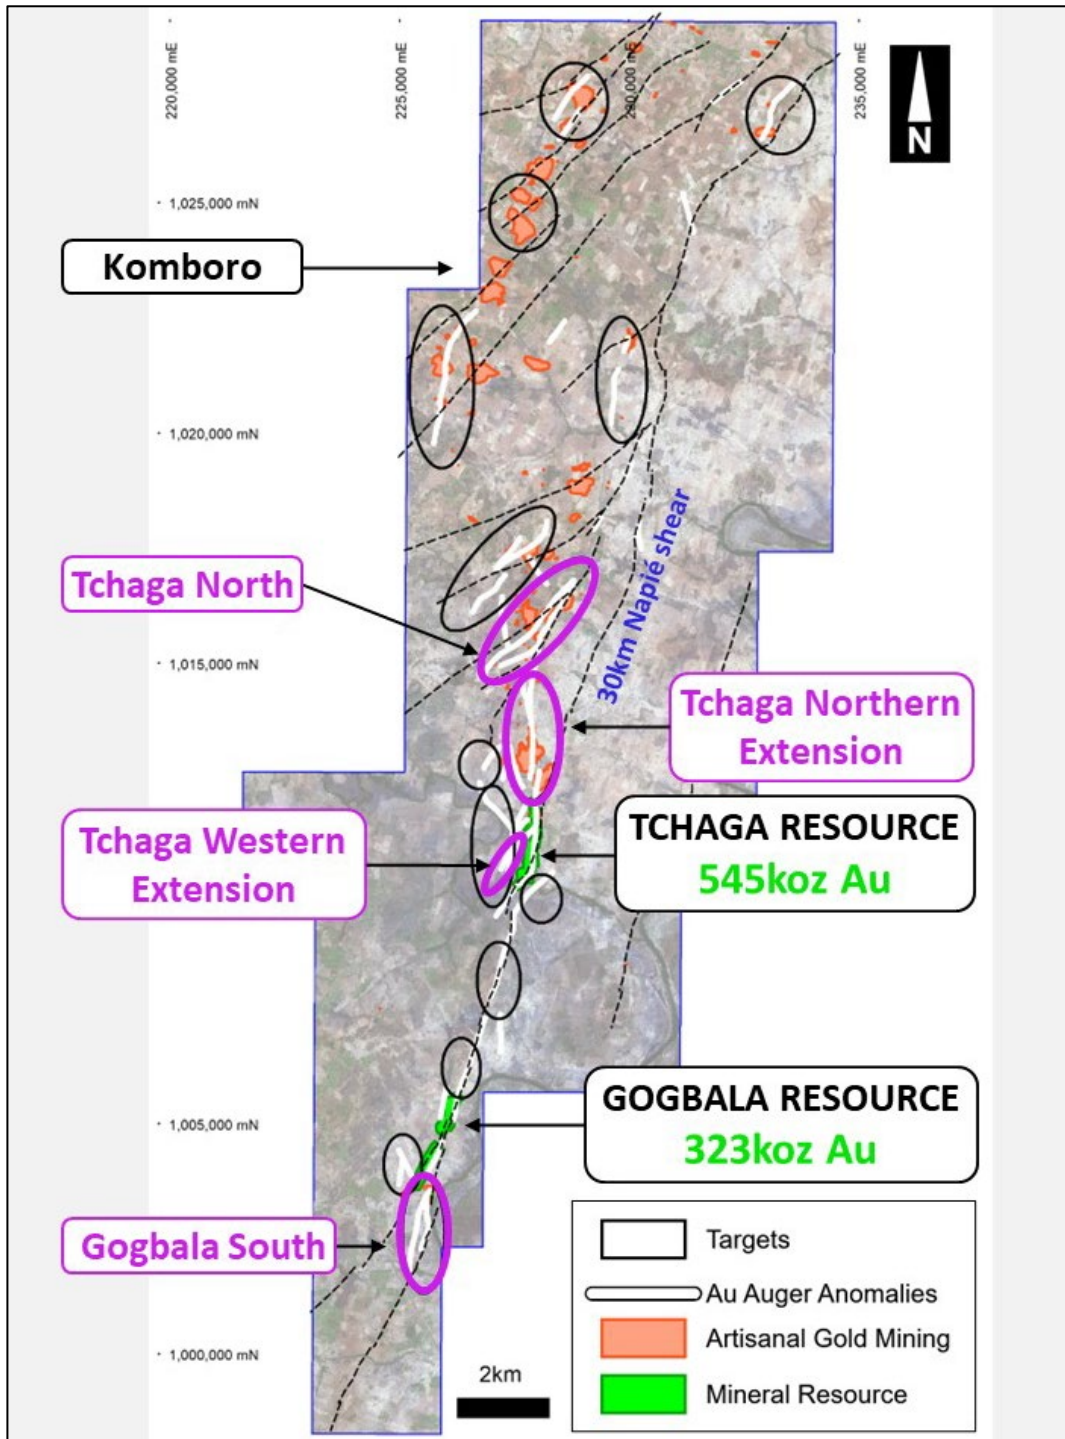 220,000 mE
225,000 mE
230,000 mE
235,000 mE
N
1,025,000 mN
Komboro
1,020,000 mN
30km Napié shear
Tchaga North
1,015,000 mN
Tchaga Northern
Extension
Tchaga Western
Extension
TCHAGA RESOURCE
545koz Au
GOGBALA RESOURCE
323koz Au
1,005,000 mN
Gogbala South
1,000,000 mN
2km
Targets
Au Auger Anomalies
Artisanal Gold Mining
Mineral Resource